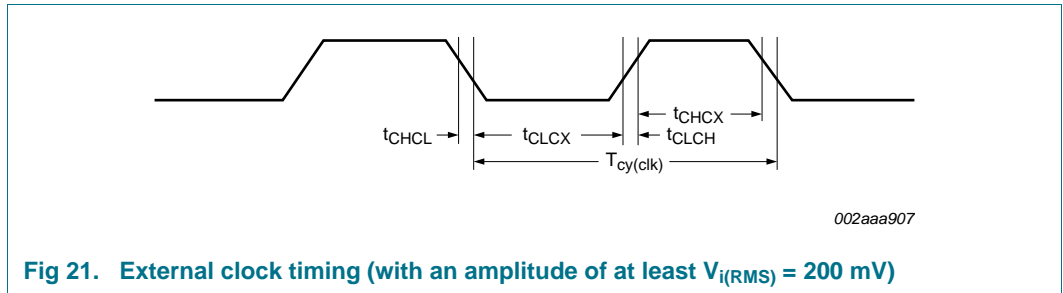 tCHCX
tCHCL tCLCX tCLCH
Tcy(clk)
002aaa907
Fig 21. External clock timing (with an amplitude of at least Vi(RMS) = 200 mV)